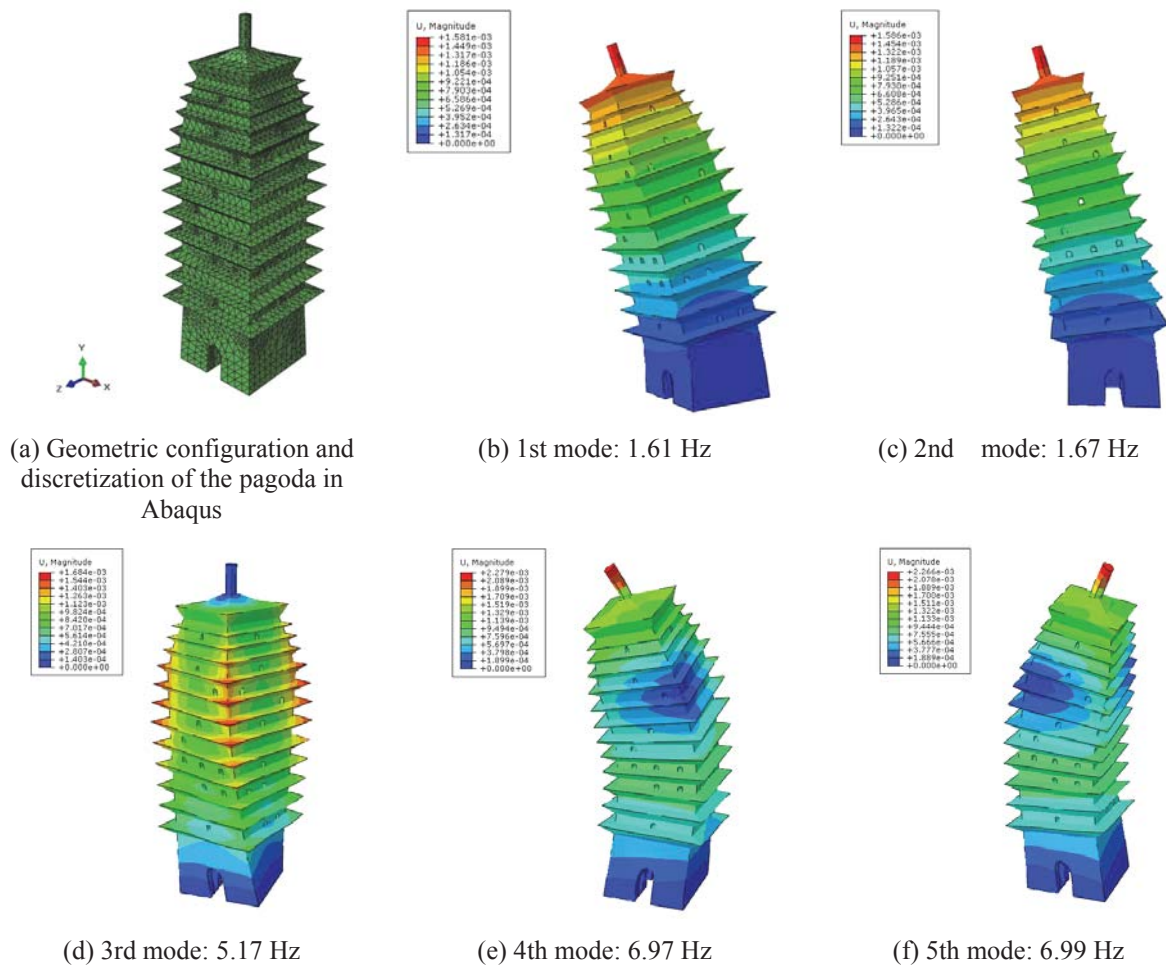 U, Magnitude
+1.581e-03
+1.449e-03
+1.317e-03
+1.186e-03
+1.054e-03
+9.221e-04
+7.903e-04
+6.586e-04
+5.269e-04
+3.952e-04
+2.634e-04
+1.317e-04
+0.000e+00
U, Magnitude
+1.586e-03
+1.454e-03
+1.322e-03
+1.189e-03
+1.057e-03
+9.251e-04
+7.930e-04
+6.608e-04
+5.286e-04
+3.965e-04
+2.643e-04
+1.322e-04
+0.000e+00
Y
Z
X
(a) Geometric configuration and
discretization of the pagoda in
Abaqus
(b) 1st mode: 1.61 Hz
(c) 2nd mode: 1.67 Hz
U, Magnitude
+1.684e-03
+1.544e-03
+1.403e-03
+1.263e-03
+1.123e-03
+9.824e-04
+8.420e-04
+7.017e-04
+5.614e-04
+4.210e-04
+2.807e-04
+1.403e-04
+0.000e+00
U, Magnitude
+2.279e-03
+2.089e-03
+1.899e-03
+1.709e-03
+1.519e-03
+1.329e-03
+1.139e-03
+9.494e-04
+7.596e-04
+5.697e-04
+3.798e-04
+1.899e-04
+0.000e+00
U, Magnitude
+2.266e-03
+2.078e-03
+1.889e-03
+1.700e-03
+1.511e-03
+1.322e-03
+1.133e-03
+9.444e-04
+7.555e-04
+5.666e-04
+3.777e-04
+1.889e-04
+0.000e+00
(d) 3rd mode: 5.17 Hz
(e) 4th mode: 6.97 Hz
(f) 5th mode: 6.99 Hz